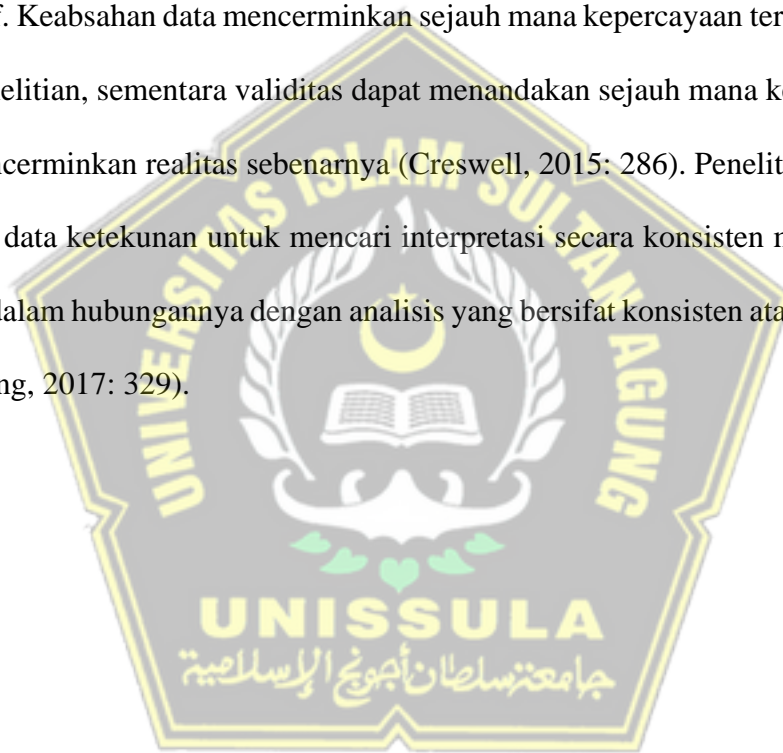 f. Keabsahan data mencerminkan sejauh mana kepercayaan ter
elitian, sementara validitas dapat menandakan sejauh mana k
ncerminkan realitas sebenarnya (Creswell, 2015: 286). Penelit
data ketekunan untuk mencari interpretasi secara konsisten
dalam hubungannya dengan analisis yang bersifat konsisten ata
ng, 2017: 329).
UNIVERSITAS ISLAM SULTAN AGUNG
UNISSULA
جامعة سلطان أجونج الإسلامية